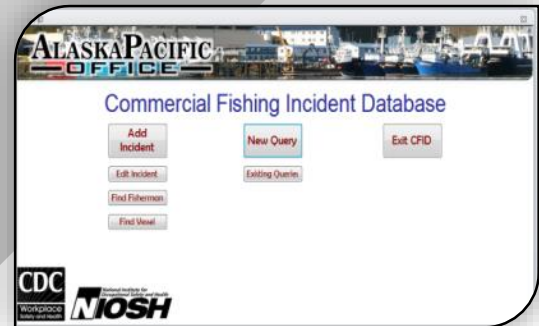 ALASKA PACIFIC
OFFICE
Commercial Fishing Incident Database
Add
Incident
New Query
Exit CFID
Edit Incident
Existing Queries
Find Fisherman
Find Vessel
CDC
Workplace
Safety and Health
National Institute for
Occupational Safety and Health
NIOSH